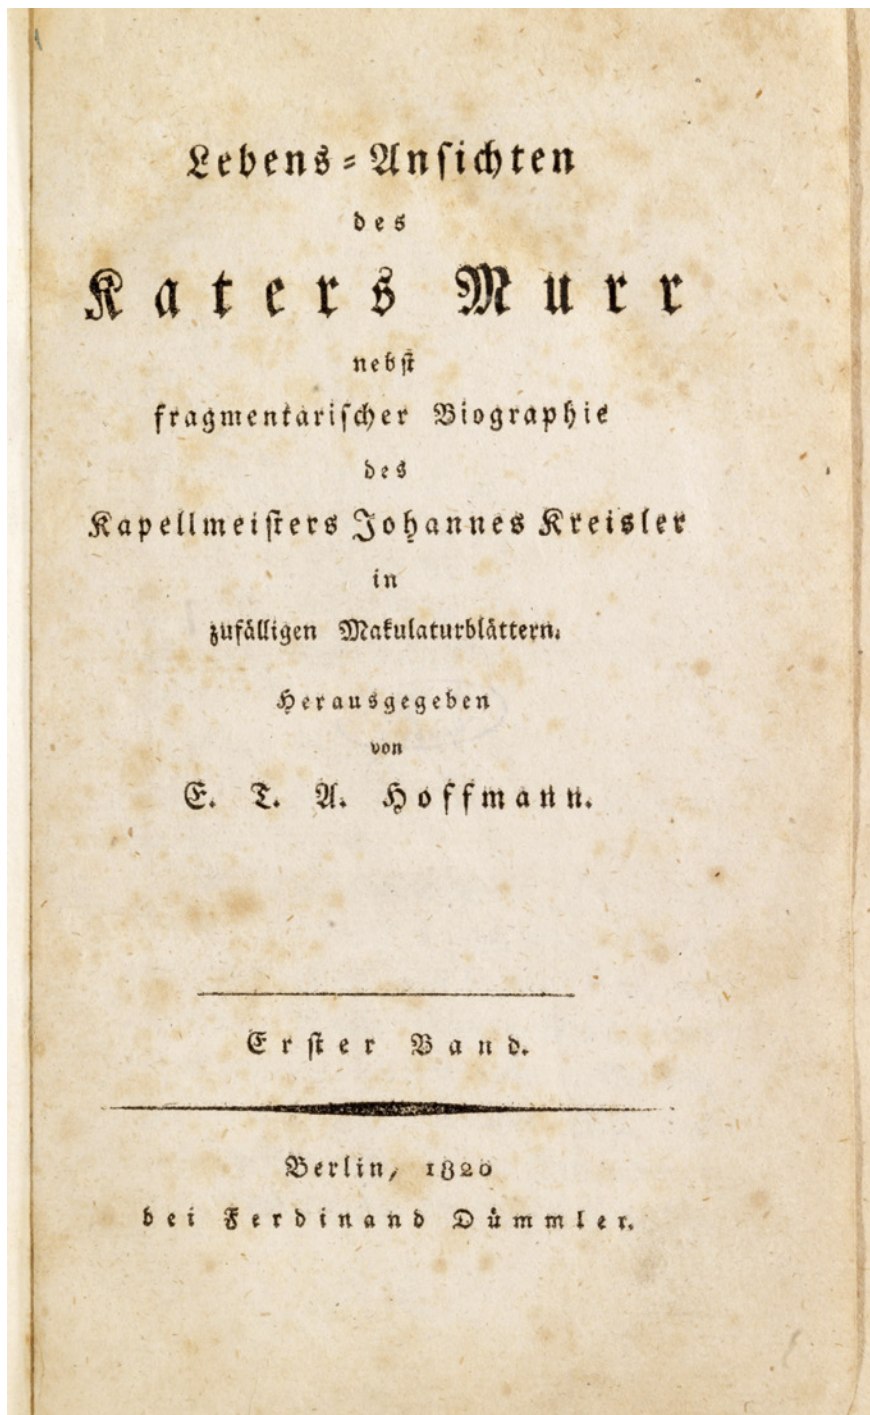 Lebens-Ansichten
des
Katers Murr
nebst
fragmentarischer Biographie
des
Kapellmeisters Johannes Kreisler
in
zufälligen Makulaturblättern.
Herausgegeben
von
E. T. A. Hoffmann.
Erster Band.
Berlin, 1820
bei Ferdinand Dümmler.